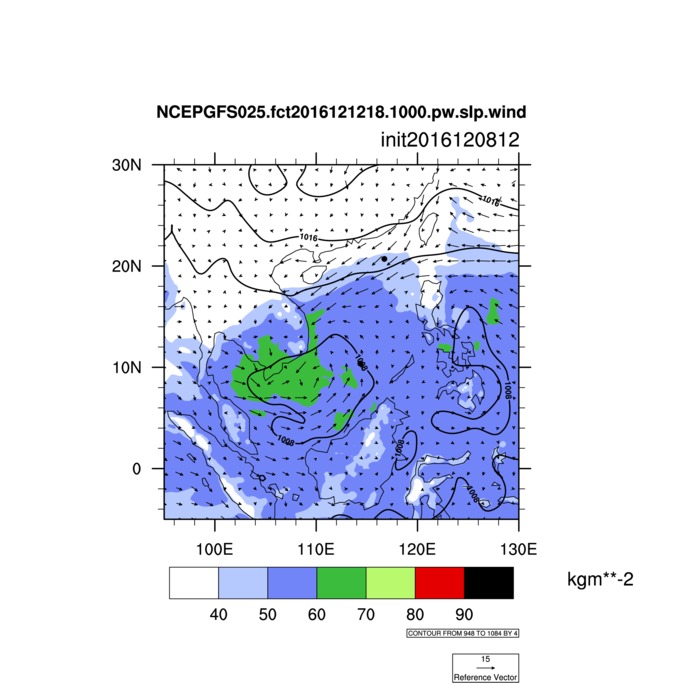 NCEPGFS025.fct2016121218.1000.pw.slp.wind
init2016120812
30N
1016
1016
20N
1008
10N
1008
1008
1008
0
1008
100E
110E
120E
130E
kgm**-2
40
50
60
70
80
90
CONTOUR FROM 948 TO 1084 BY 4
15
Reference Vector